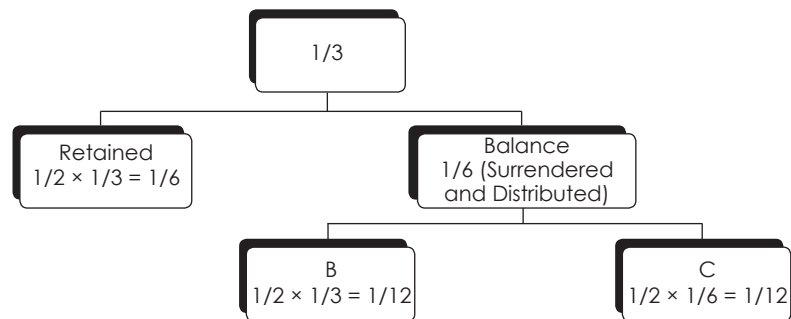 1/3
Retained
1/2 × 1/3 = 1/6
Balance
1/6 (Surrendered
and Distributed)
B
1/2 × 1/3 = 1/12
C
1/2 × 1/6 = 1/12